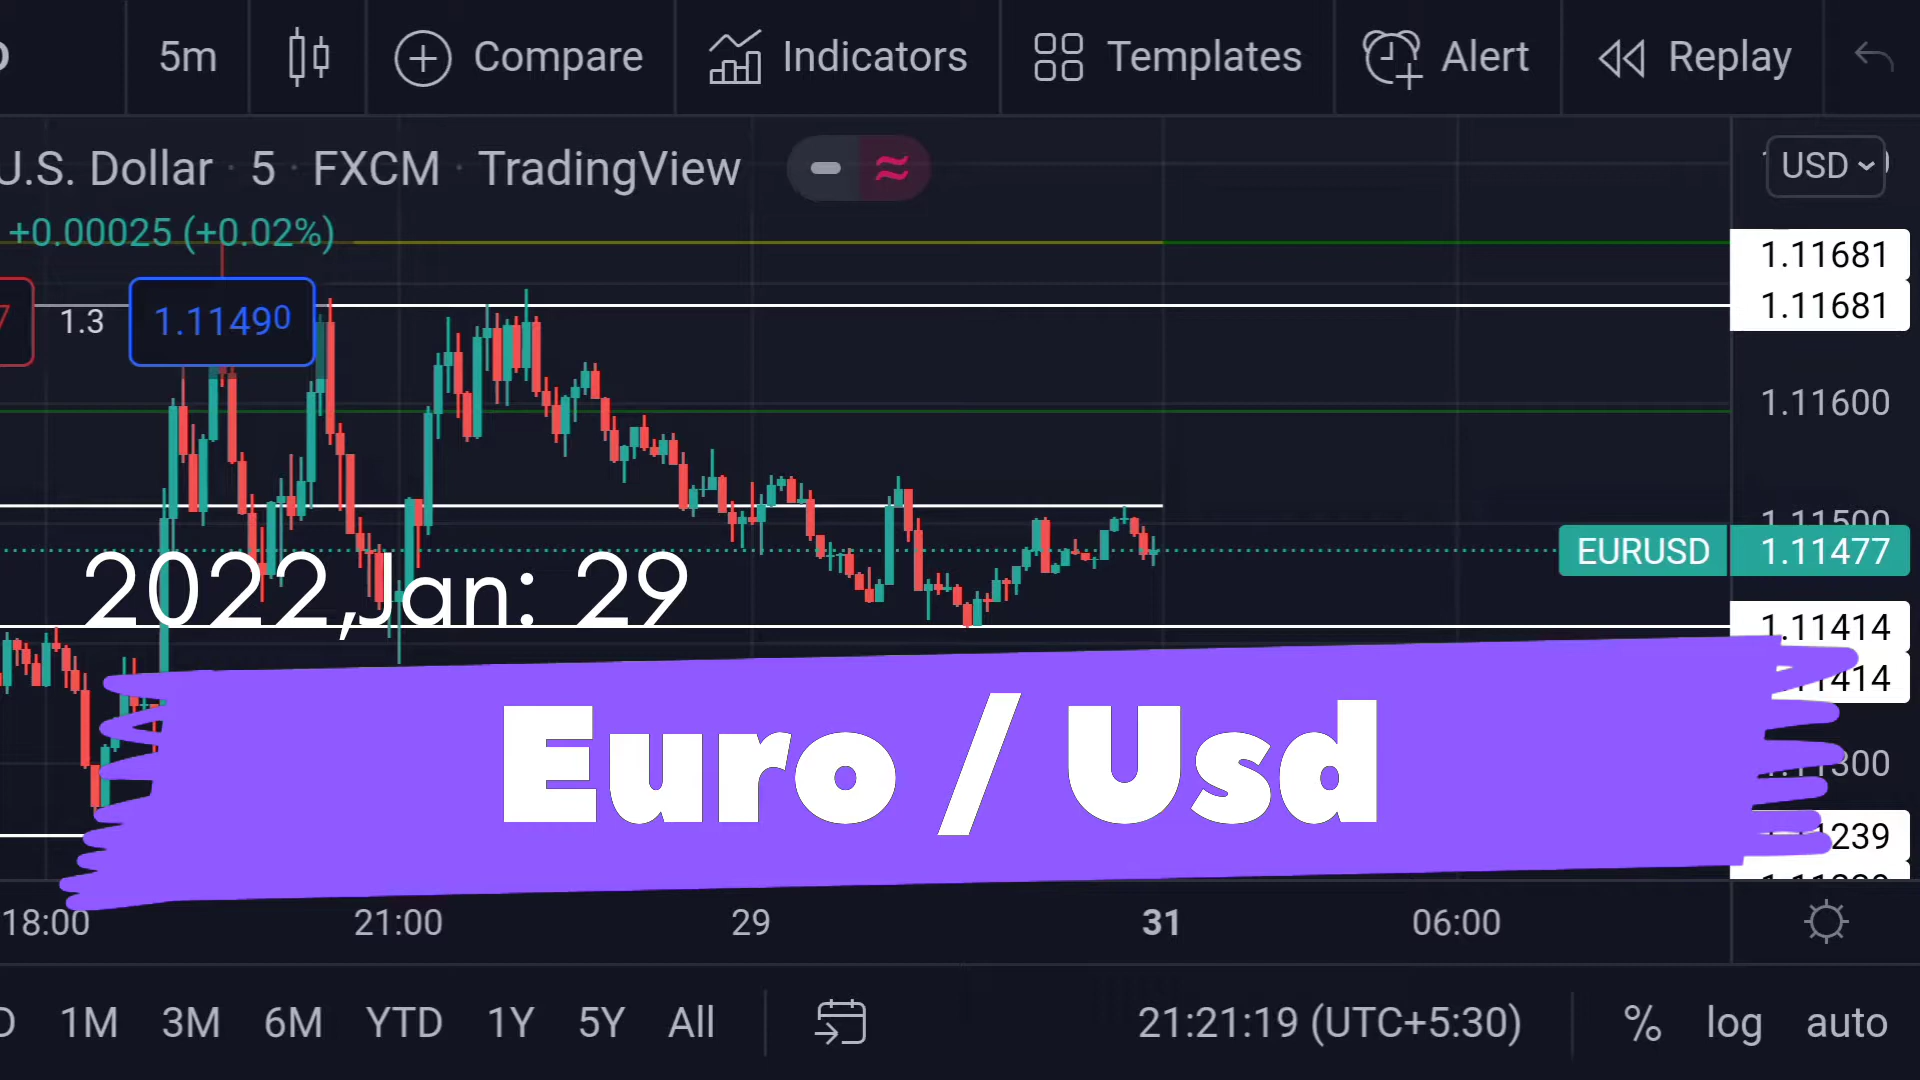 5m Compare Indicators Templates Alert Replay
U.S. Dollar · 5 · FXCM · TradingView
USD
+0.00025 (+0.02%)
1.11681
1.11681
7 1.3 1.11490
1.11600
1.11500
EURUSD 1.11477
2022,Jan: 29
1.11414
Euro / Usd
18:00 21:00 29 31 06:00
1M 3M 6M YTD 1Y 5Y All 21:21:19 (UTC+5:30) % log auto